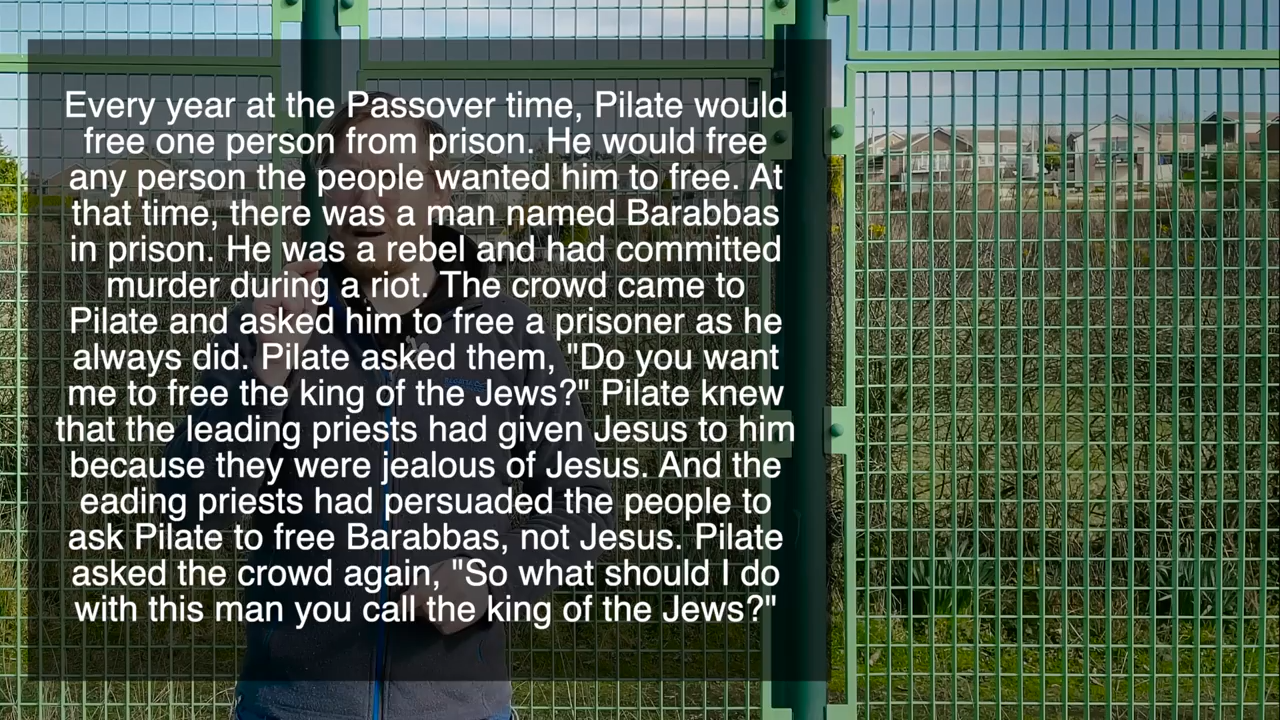 Every year at the Passover time, Pilate would
free one person from prison. He would free
any person the people wanted him to free. At
that time, there was a man named Barabbas
in prison. He was a rebel and had committed
murder during a riot. The crowd came to
Pilate and asked him to free a prisoner as he
always did. Pilate asked them, "Do you want
me to free the king of the Jews?" Pilate knew
that the leading priests had given Jesus to him
because they were jealous of Jesus. And the
eading priests had persuaded the people to
ask Pilate to free Barabbas, not Jesus. Pilate
asked the crowd again, "So what should I do
with this man you call the king of the Jews?"